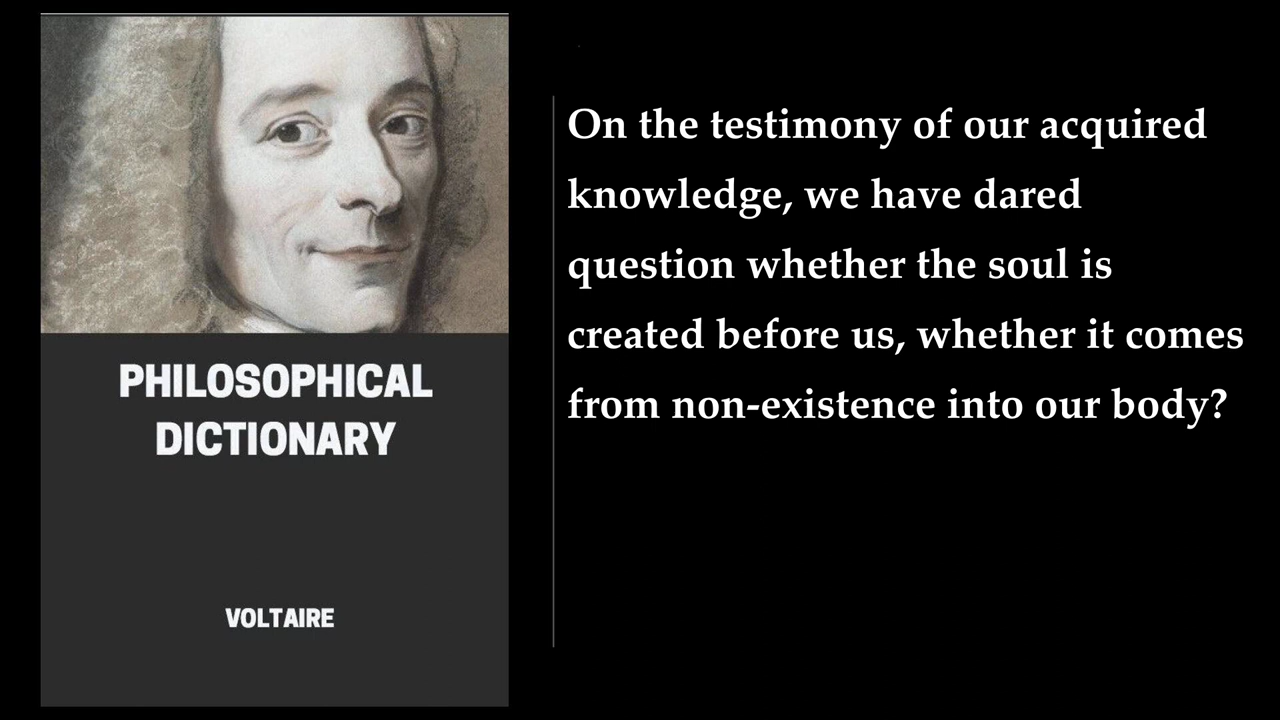 PHILOSOPHICAL
DICTIONARY
VOLTAIRE
On the testimony of our acquired
knowledge, we have dared
question whether the soul is
created before us, whether it comes
from non-existence into our body?